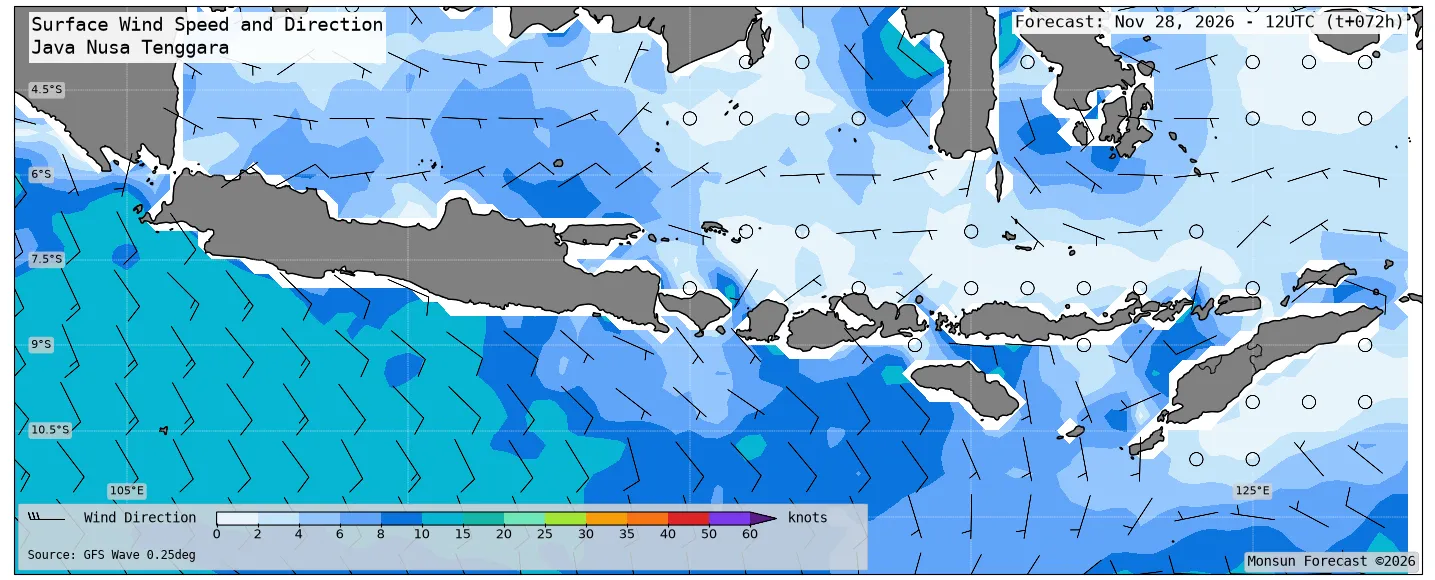 Surface Wind Speed and Direction
Java Nusa Tenggara
Forecast: Nov 28, 2026 - 12UTC (t+072h)
4.5°S
6°S
7.5°S
9°S
10.5°S
105°E
125°E
Wind Direction
0 2 4 6 8 10 15 20 25 30 35 40 50 60
knots
Source: GFS Wave 0.25deg
Monsun Forecast ©2026